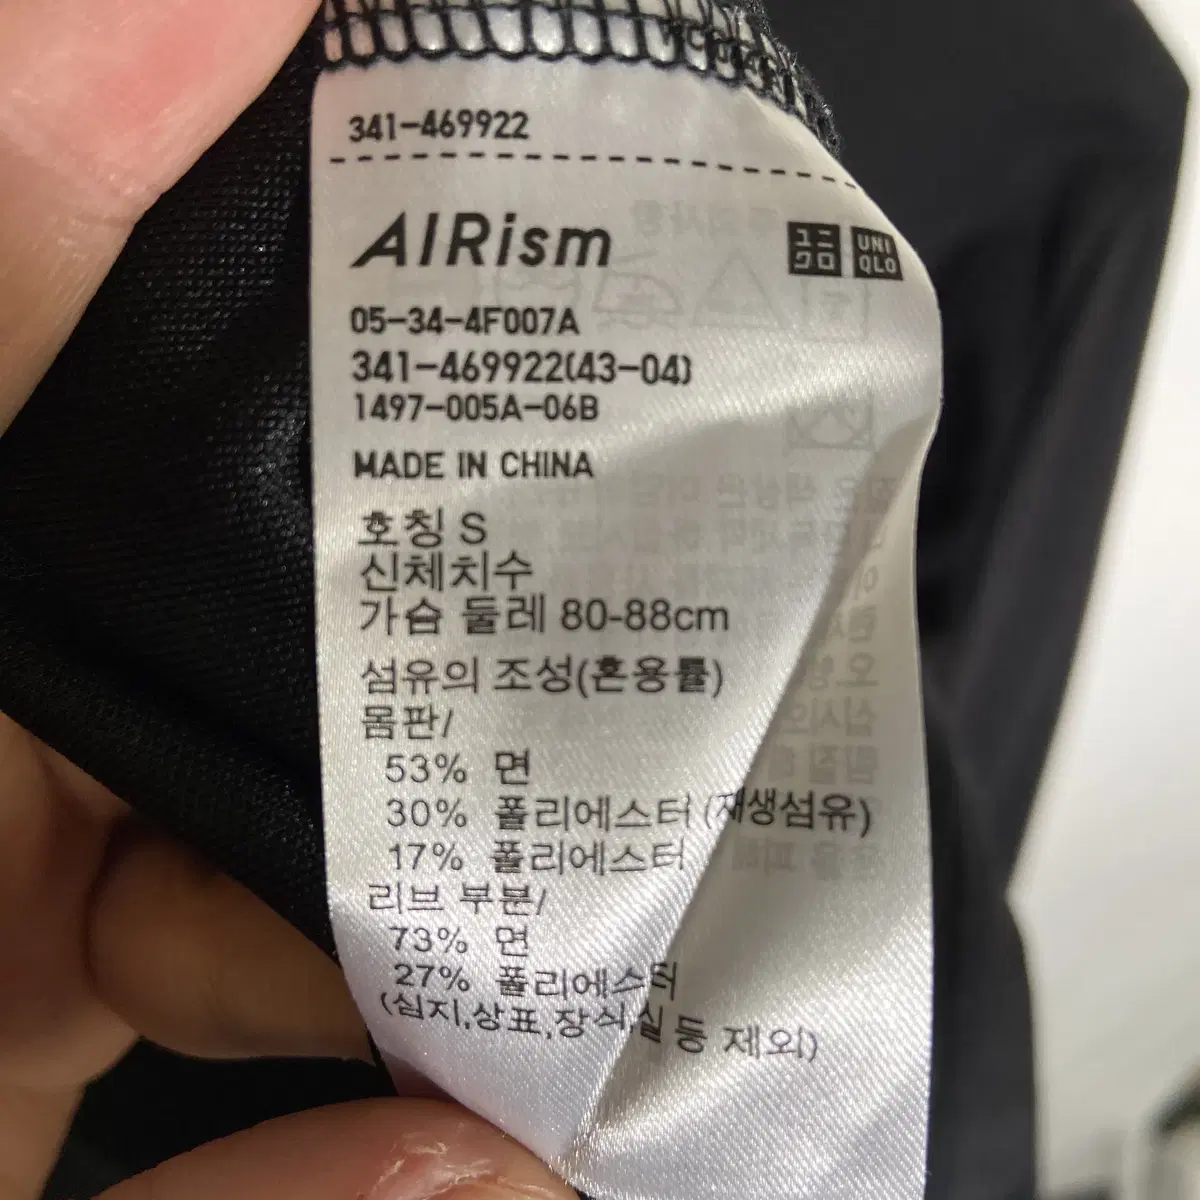 341-469922
AIRism
ユニ
クロ
UNI
QLO
05-34-4F007A
341-469922(43-04)
1497-005A-06B
MADE IN CHINA
호칭 S
신체치수
가슴 둘레 80-88cm
섬유의 조성(혼용률)
몸판/
53% 면
30% 폴리에스터 (재생섬유)
17% 폴리에스터
리브 부분/
73% 면
27% 폴리에스터
(심지,상표,장식,실 등 제외)